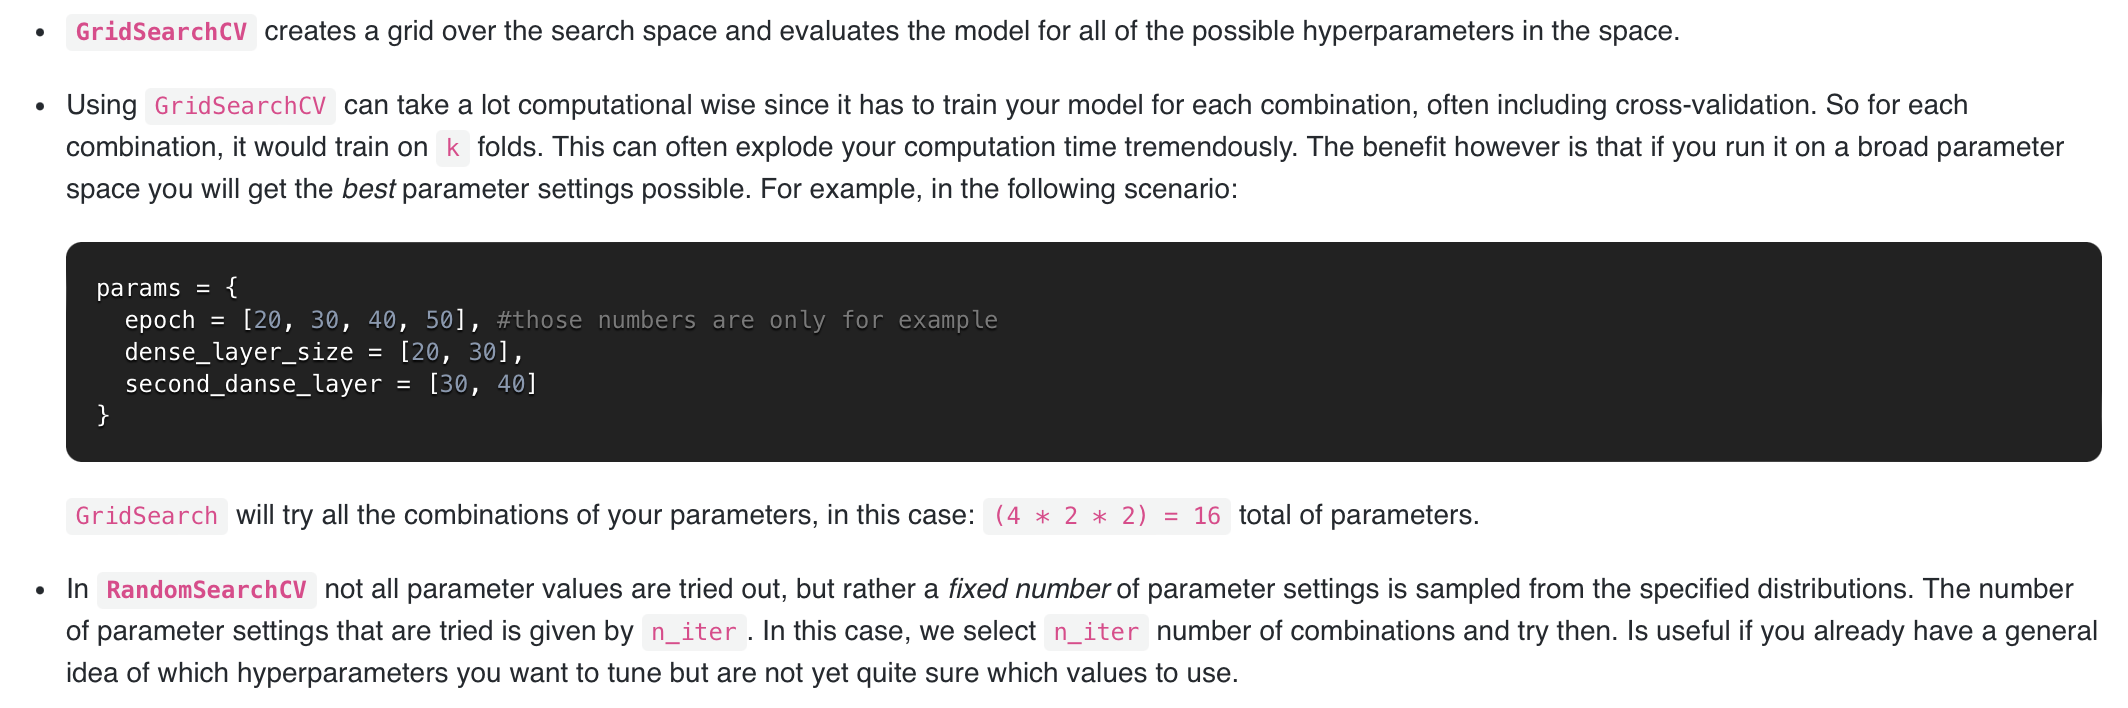 • GridSearchCV creates a grid over the search space and evaluates the model for all of the possible hyperparameters in the space.
• Using GridSearchCV can take a lot computational wise since it has to train your model for each combination, often including cross-validation. So for each
combination, it would train on k folds. This can often explode your computation time tremendously. The benefit however is that if you run it on a broad parameter
space you will get the best parameter settings possible. For example, in the following scenario:
params = {
  epoch = [20, 30, 40, 50], #those numbers are only for example
  dense_layer_size = [20, 30],
  second_danse_layer = [30, 40]
}
GridSearch will try all the combinations of your parameters, in this case: (4 * 2 * 2) = 16 total of parameters.
• In RandomSearchCV not all parameter values are tried out, but rather a fixed number of parameter settings is sampled from the specified distributions. The number
of parameter settings that are tried is given by n_iter. In this case, we select n_iter number of combinations and try then. Is useful if you already have a general
idea of which hyperparameters you want to tune but are not yet quite sure which values to use.